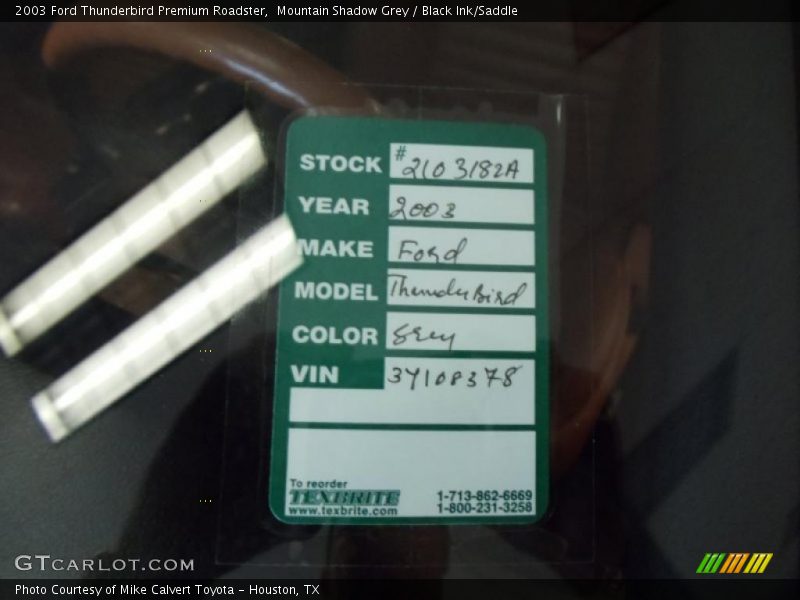 2003 Ford Thunderbird Premium Roadster,  Mountain Shadow Grey / Black Ink/Saddle
STOCK # 2103182A
YEAR 2003
MAKE Ford
MODEL ThunderBird
COLOR Grey
VIN 3Y108378
To reorder
TEXBRITE 1-713-862-6669
www.texbrite.com 1-800-231-3258
GTCARLOT.COM
Photo Courtesy of Mike Calvert Toyota - Houston, TX